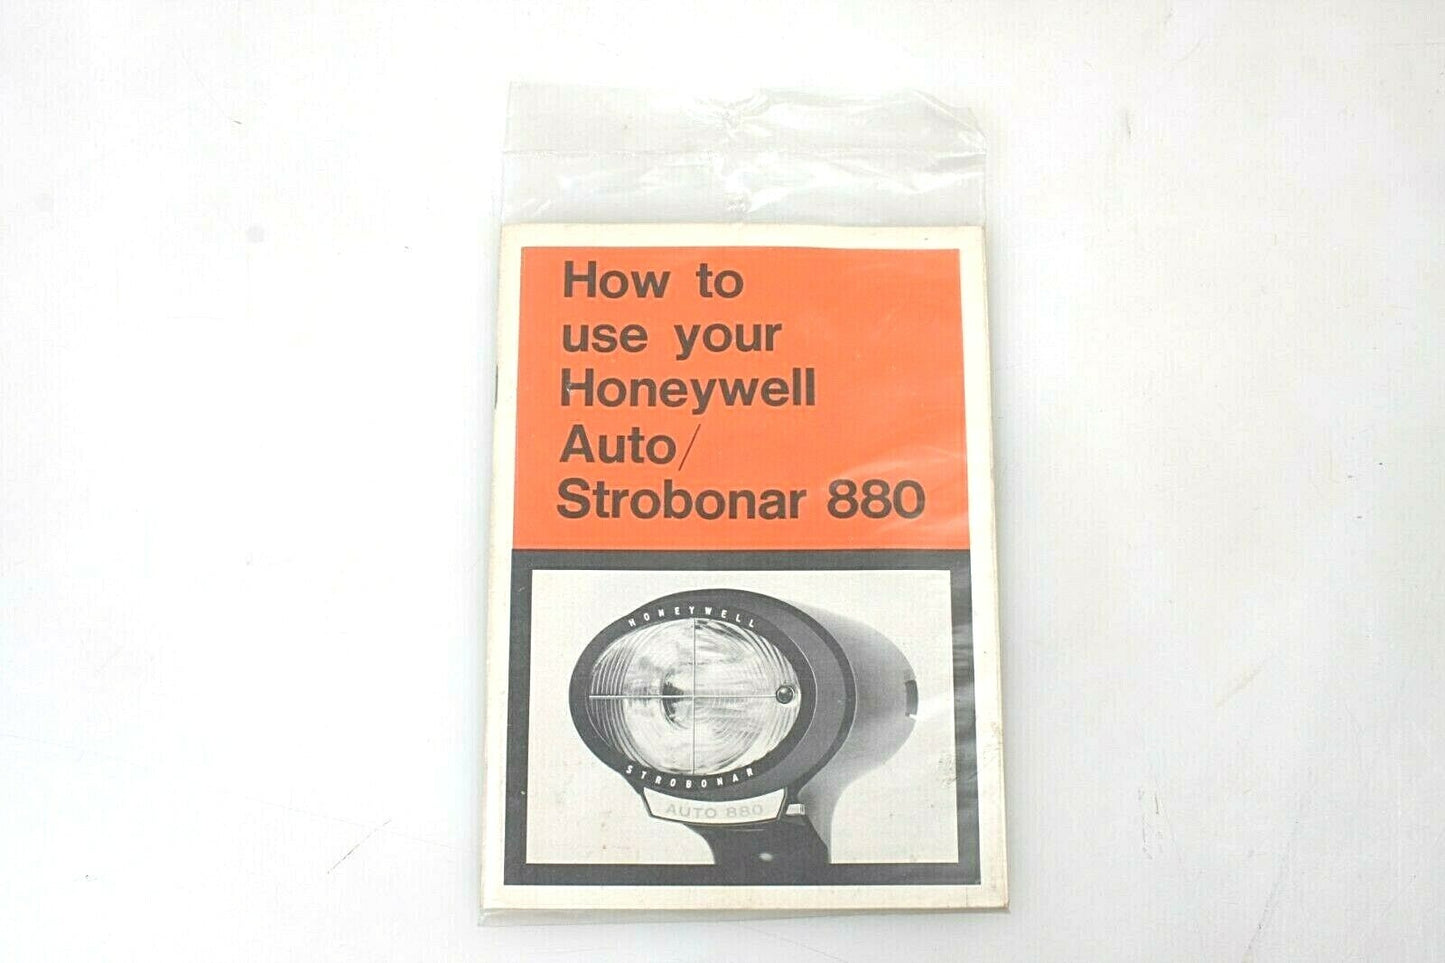 How to
use your
Honeywell
Auto/
Strobonar 880
HONEYWELL
STROBONAR
AUTO 880